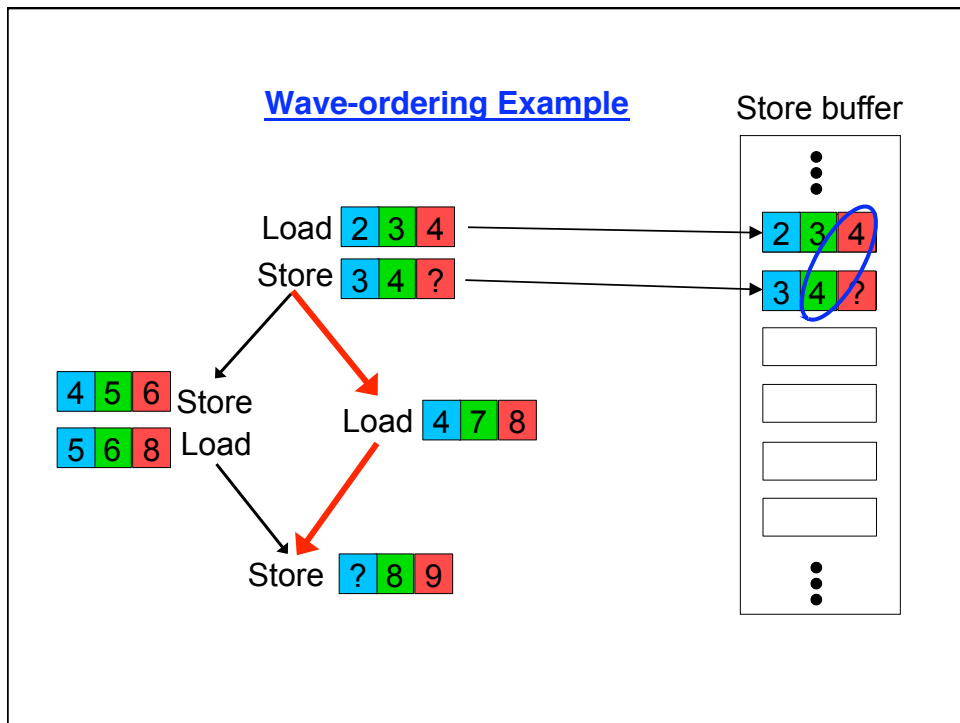 Wave-ordering Example
Store buffer
Load 2 3 4
2 3 4
Store 3 4 ?
3 4 ?
4 5 6 Store
Load 4 7 8
5 6 8 Load
Store ? 8 9